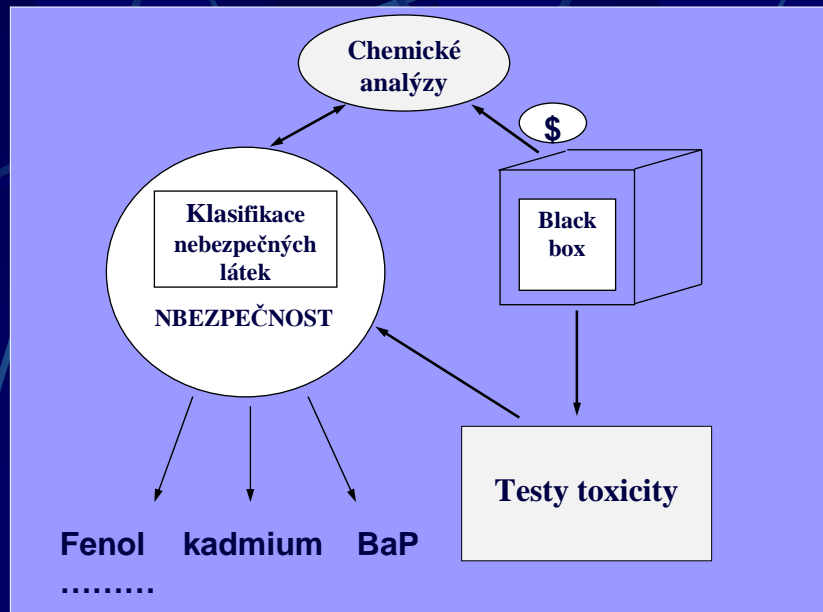 Chemické
analýzy
$
Klasifikace
nebezpečných
látek
NBEZPEČNOST
Black
box
Testy toxicity
Fenol kadmium BaP
………